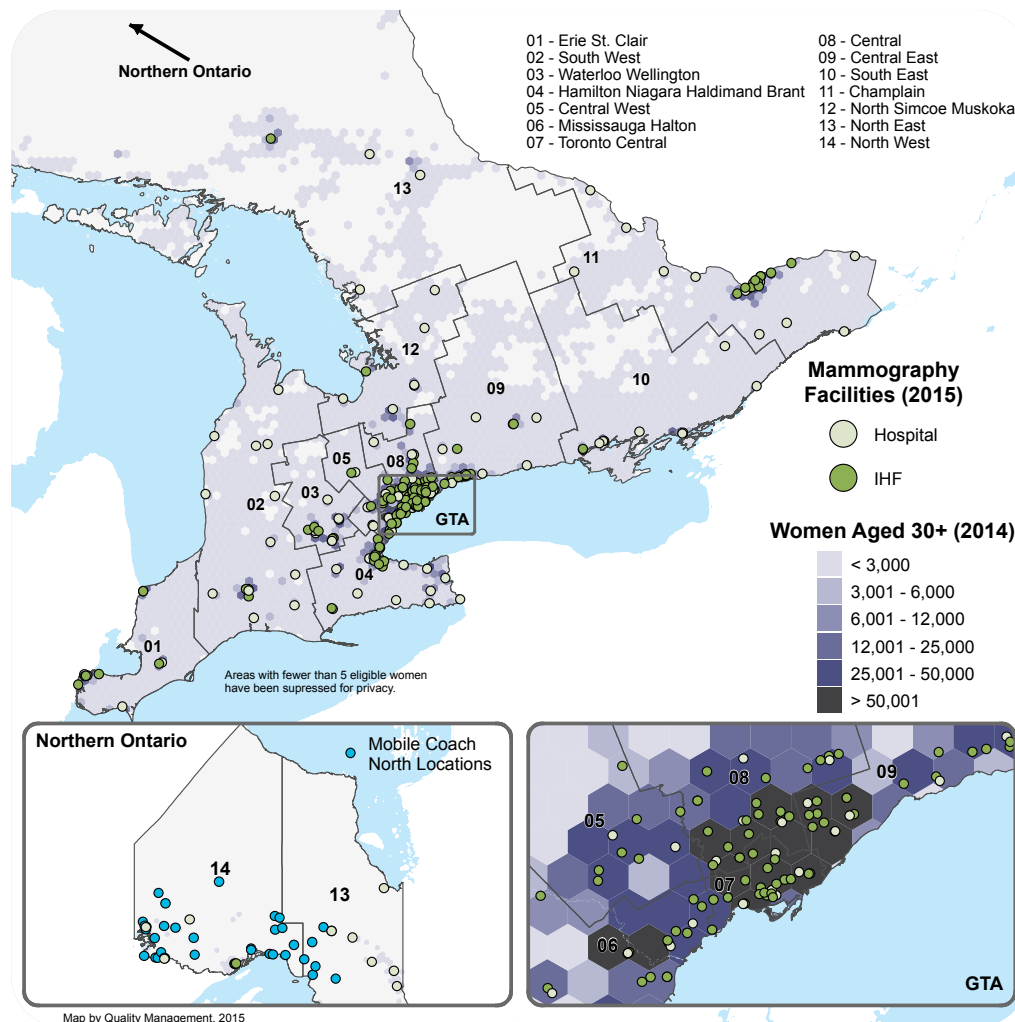 Northern Ontario
01 - Erie St. Clair
02 - South West
03 - Waterloo Wellington
04 - Hamilton Niagara Haldimand Brant
05 - Central West
06 - Mississauga Halton
07 - Toronto Central
08 - Central
09 - Central East
10 - South East
11 - Champlain
12 - North Simcoe Muskoka
13 - North East
14 - North West
13
11
12
09
10
05
08
03
02
GTA
04
01
Mammography
Facilities (2015)
Hospital
IHF
Women Aged 30+ (2014)
< 3,000
3,001 - 6,000
6,001 - 12,000
12,001 - 25,000
25,001 - 50,000
> 50,001
Areas with fewer than 5 eligible women
have been supressed for privacy.
Northern Ontario
Mobile Coach
North Locations
14
13
08
09
05
07
06
GTA
Map by Quality Management, 2015